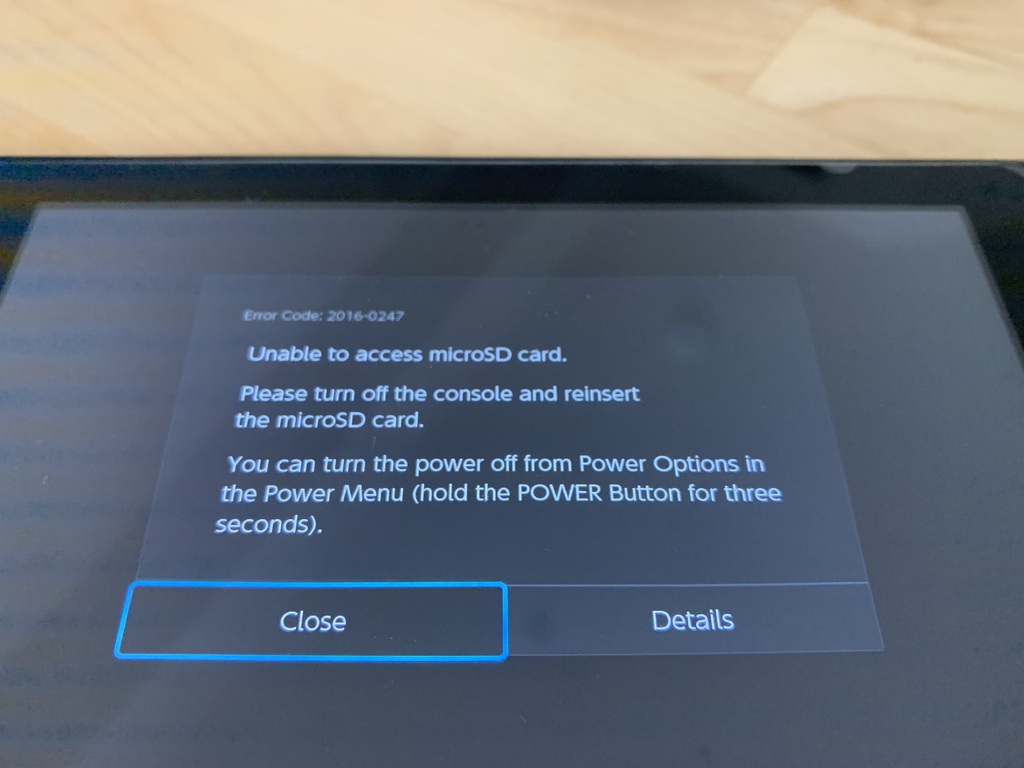 Error Code: 2016-0247
Unable to access microSD card.
Please turn off the console and reinsert
the microSD card.
You can turn the power off from Power Options in
the Power Menu (hold the POWER Button for three
seconds).
Close
Details